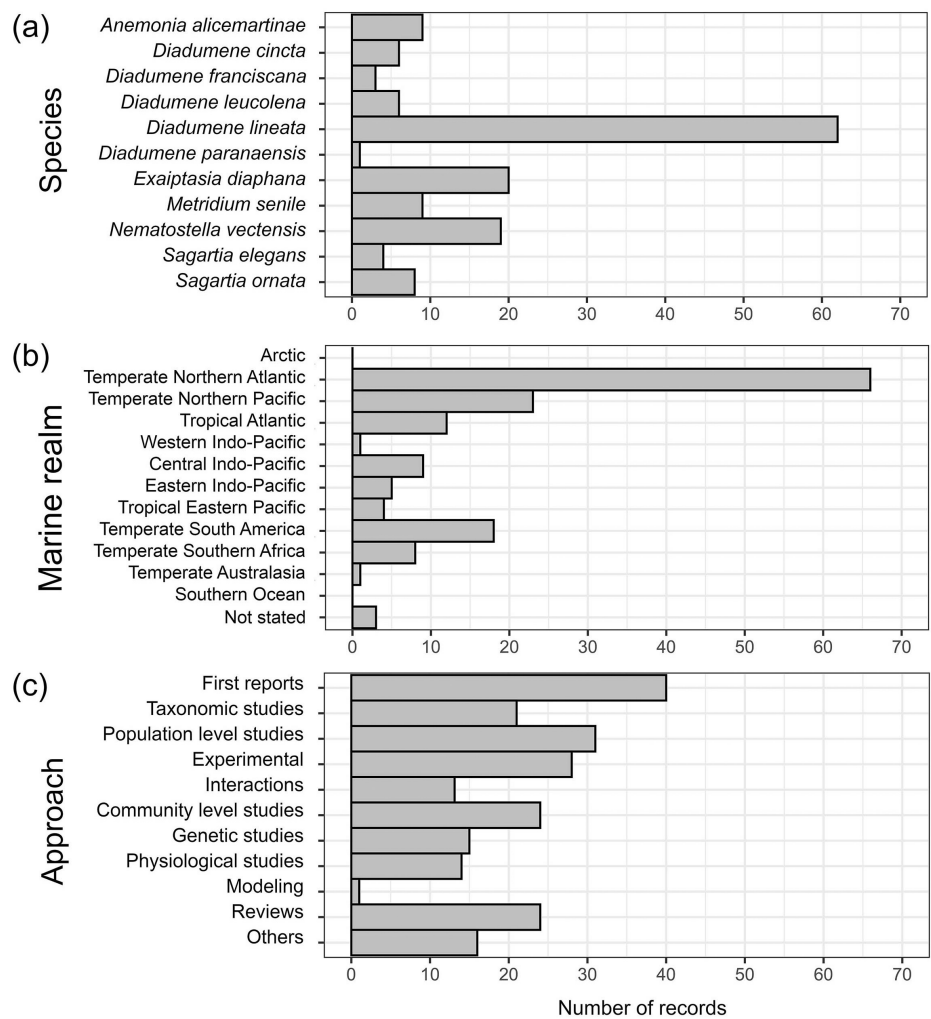 (a)
Species
Anemonia alicemartinae
Diadumene cincta
Diadumene franciscana
Diadumene leucolena
Diadumene lineata
Diadumene paranaensis
Exaiptasia diaphana
Metridium senile
Nematostella vectensis
Sagartia elegans
Sagartia ornata
0 10 20 30 40 50 60 70
(b)
Marine realm
Arctic
Temperate Northern Atlantic
Temperate Northern Pacific
Tropical Atlantic
Western Indo-Pacific
Central Indo-Pacific
Eastern Indo-Pacific
Tropical Eastern Pacific
Temperate South America
Temperate Southern Africa
Temperate Australasia
Southern Ocean
Not stated
0 10 20 30 40 50 60 70
(c)
Approach
First reports
Taxonomic studies
Population level studies
Experimental
Interactions
Community level studies
Genetic studies
Physiological studies
Modeling
Reviews
Others
0 10 20 30 40 50 60 70
Number of records